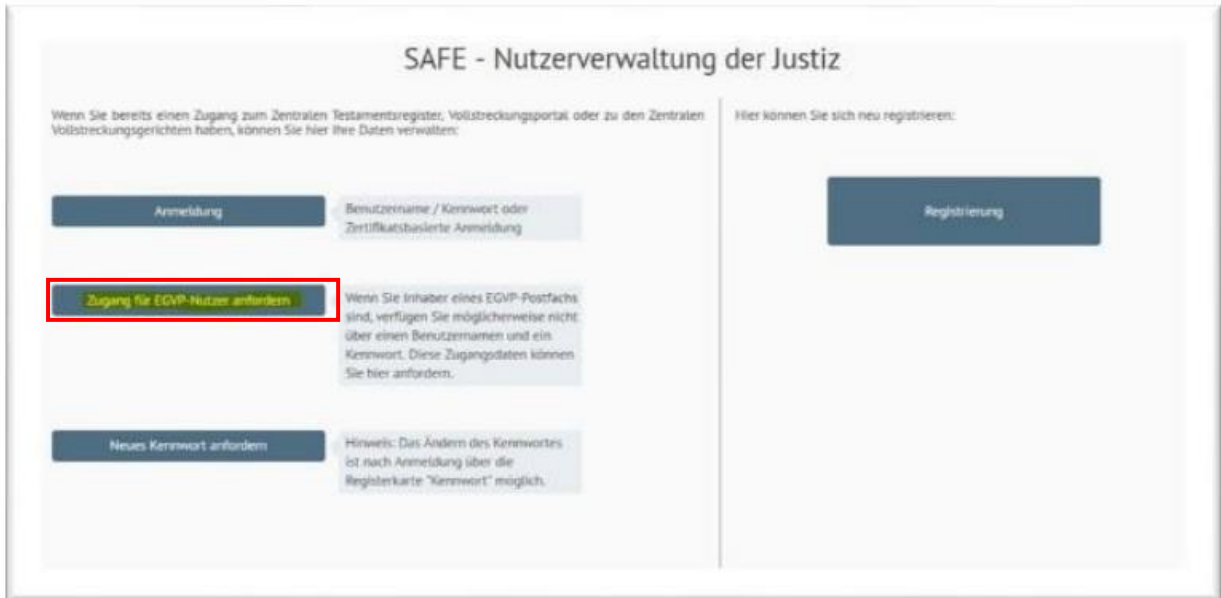 SAFE - Nutzerverwaltung der Justiz
Wenn Sie bereits einen Zugang zum Zentralen Testamentsregister, Vollstreckungsportal oder zu den Zentralen
Vollstreckungsgerichten haben, können Sie hier Ihre Daten verwalten:
Anmeldung
Benutzername / Kennwort oder
Zertifikatsbasierte Anmeldung
Zugang für EGVP-Nutzer anfordern
Wenn Sie Inhaber eines EGVP-Postfachs
sind, verfügen Sie möglicherweise nicht
über einen Benutzernamen und ein
Kennwort. Diese Zugangsdaten können
Sie hier anfordern.
Neues Kennwort anfordern
Hinweis: Das Ändern des Kennwortes
ist nach Anmeldung über die
Registerkarte "Kennwort" möglich.
Hier können Sie sich neu registrieren:
Registrierung